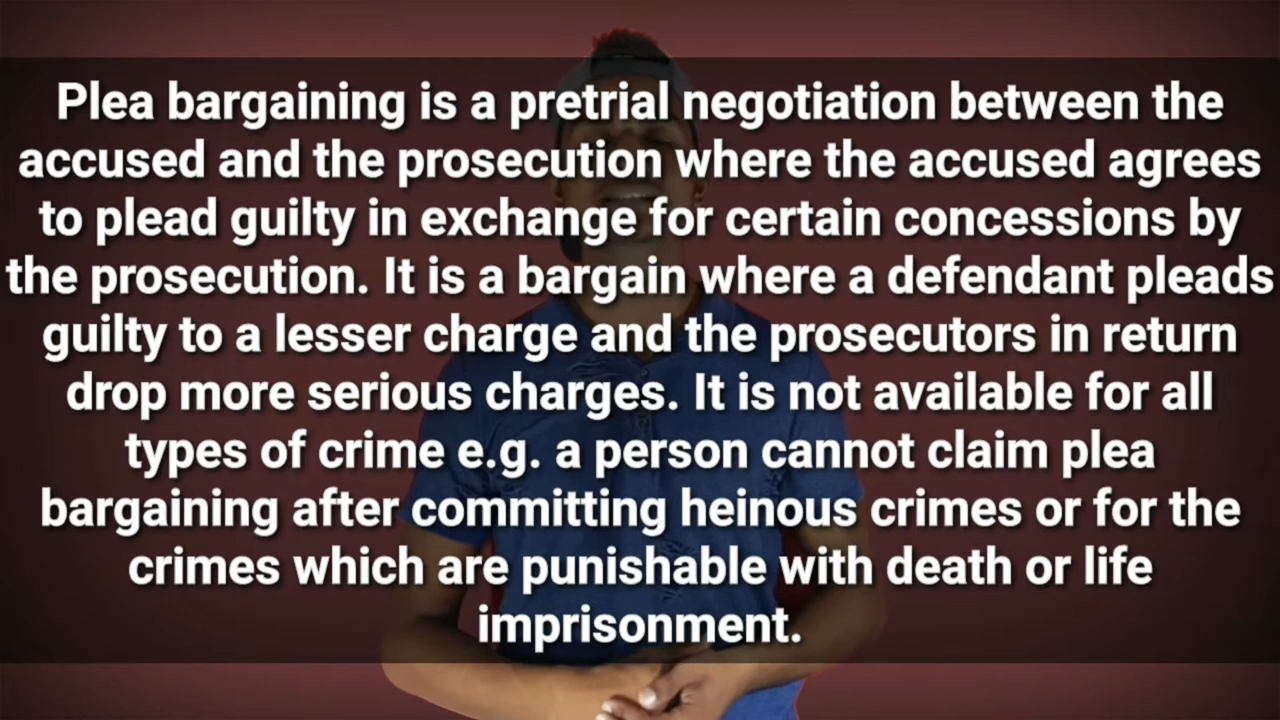 Plea bargaining is a pretrial negotiation between the
accused and the prosecution where the accused agrees
to plead guilty in exchange for certain concessions by
the prosecution. It is a bargain where a defendant pleads
guilty to a lesser charge and the prosecutors in return
drop more serious charges. It is not available for all
types of crime e.g. a person cannot claim plea
bargaining after committing heinous crimes or for the
crimes which are punishable with death or life
imprisonment.